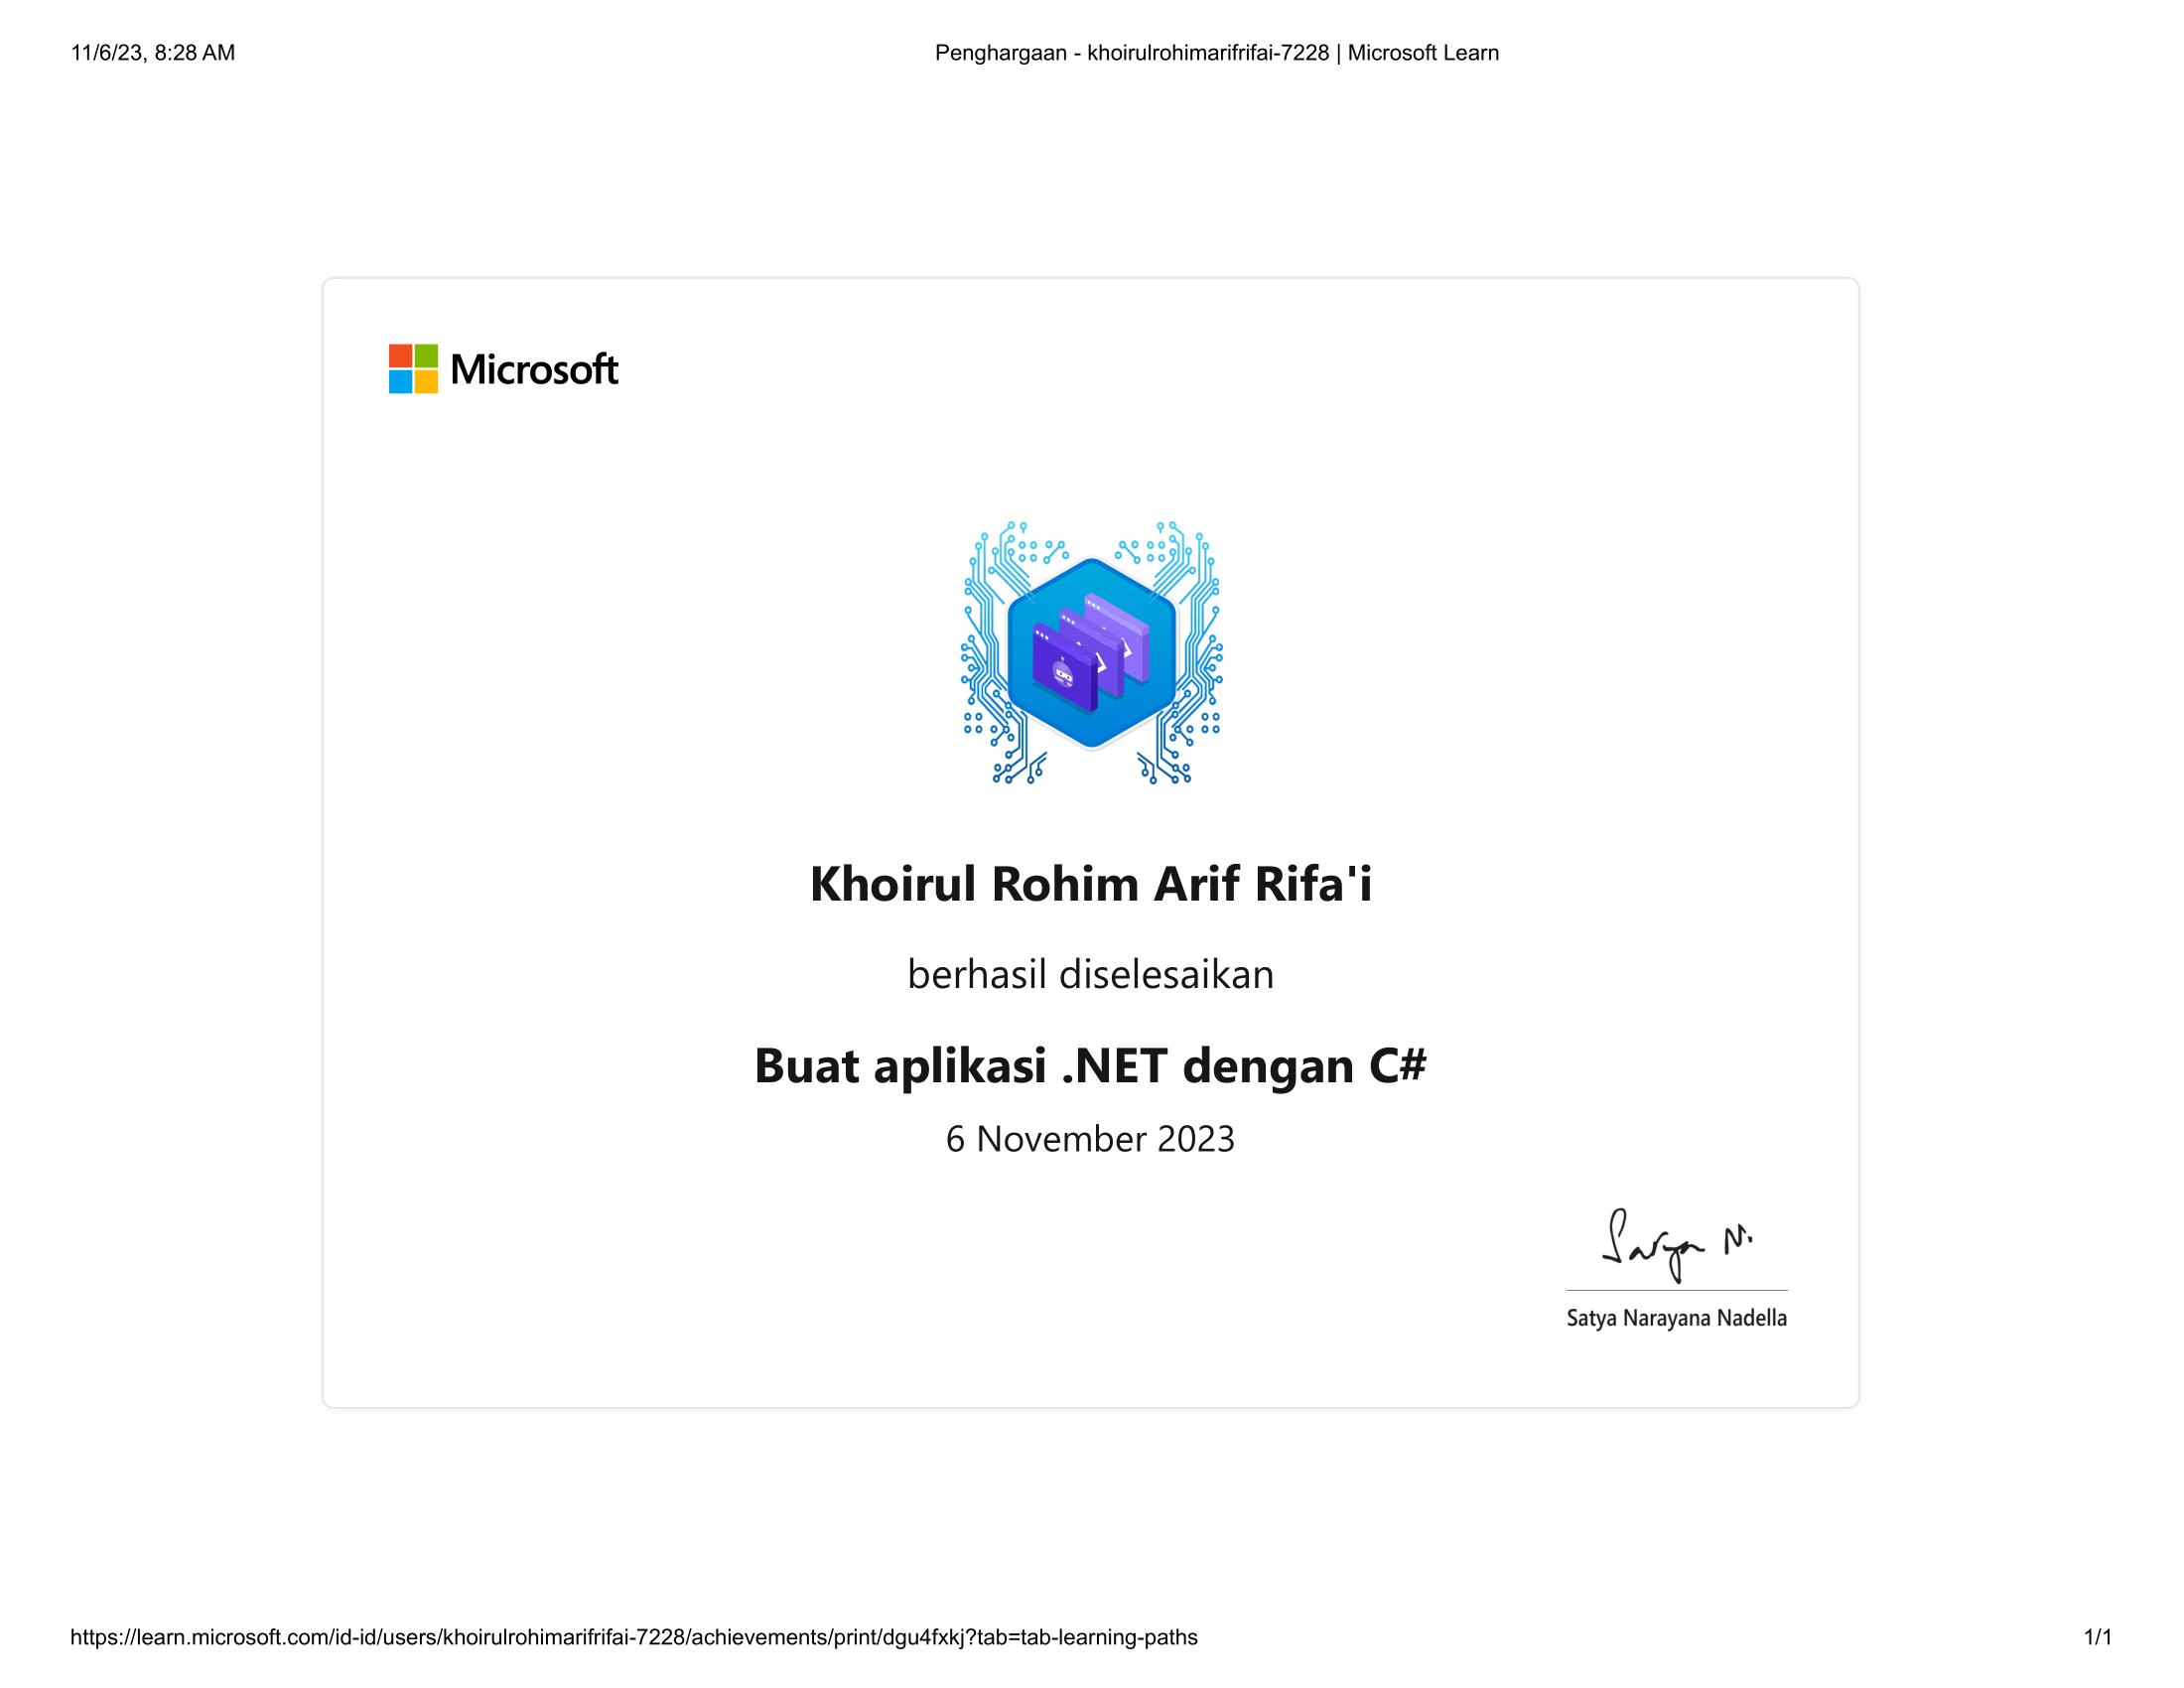 11/6/23, 8:28 AM
Penghargaan - khoirulrohimarifrifai-7228 | Microsoft Learn
Microsoft
Khoirul Rohim Arif Rifa'i
berhasil diselesaikan
Buat aplikasi .NET dengan C#
6 November 2023
Satya N.
Satya Narayana Nadella
https://learn.microsoft.com/id-id/users/khoirulrohimarifrifai-7228/achievements/print/dgu4fxkj?tab=tab-learning-paths
1/1